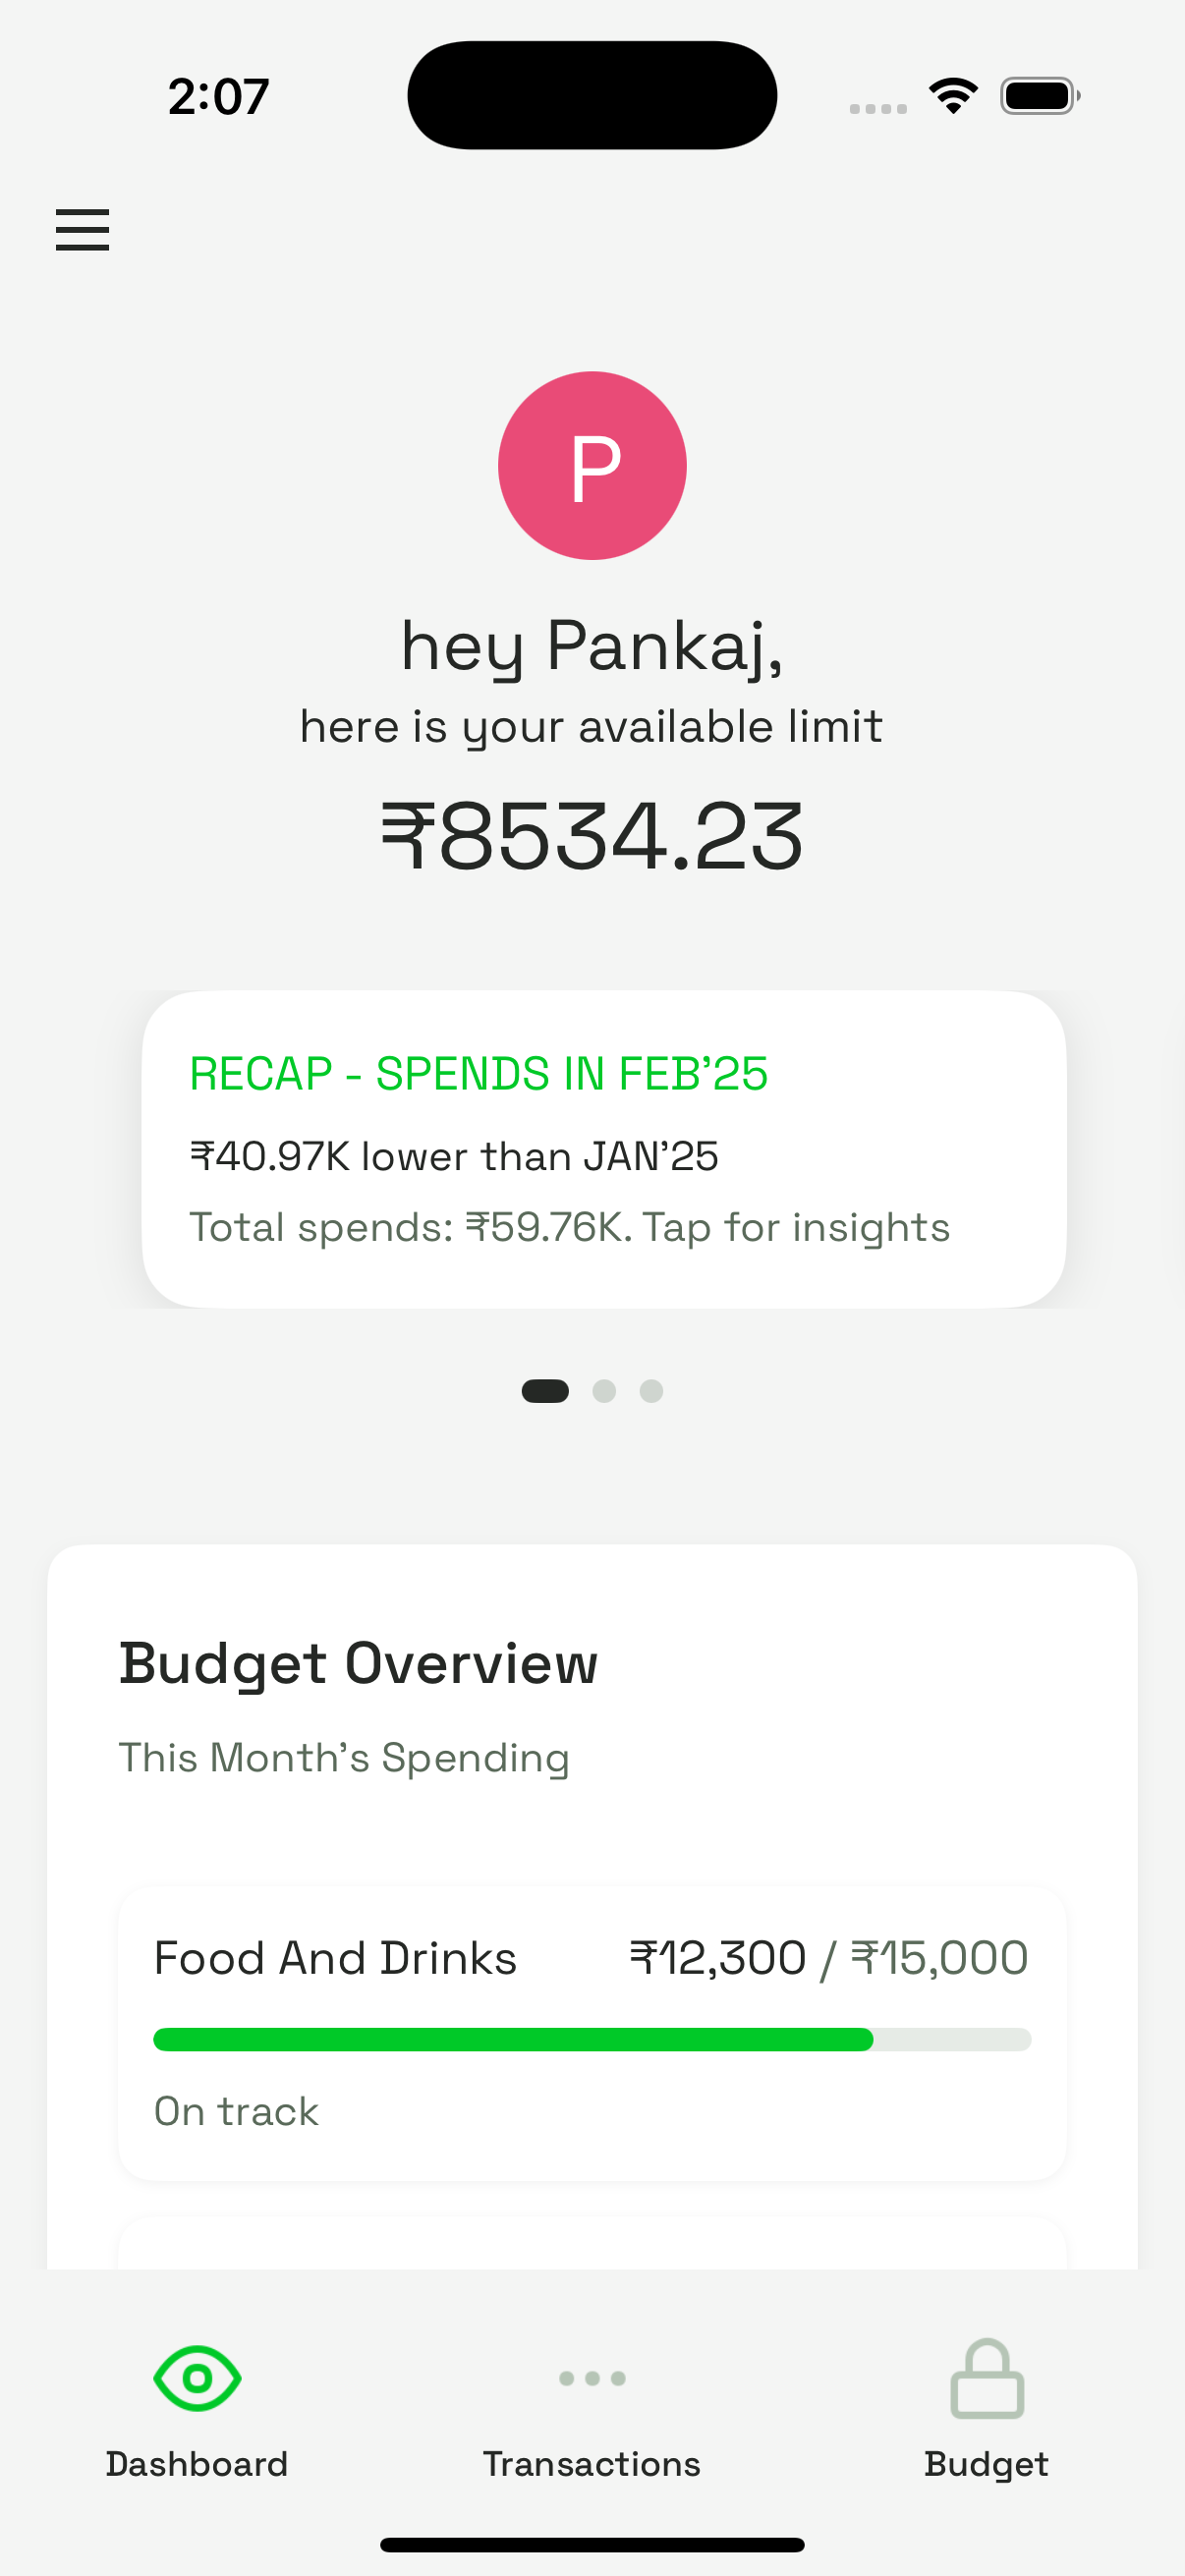 2:07
P
hey Pankaj,
here is your available limit
₹8534.23
RECAP - SPENDS IN FEB'25
₹40.97K lower than JAN'25
Total spends: ₹59.76K. Tap for insights
Budget Overview
This Month's Spending
Food And Drinks ₹12,300 / ₹15,000
On track
Dashboard Transactions Budget